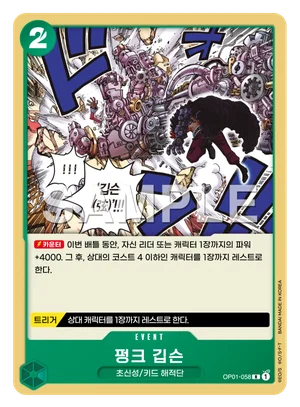 2
!!!
"깁슨
SAMPLE
카운터 이번 배틀 동안, 자신 리더 또는 캐릭터 1장까지의 파워
+4000. 그 후, 상대의 코스트 4 이하인 캐릭터를 1장까지 레스트로
한다.
트리거 상대 캐릭터를 1장까지 레스트로 한다.
EVENT
펑크 깁슨
초신성/키드 해적단
OP01-058 R 1
BANDAI MADE IN KOREA